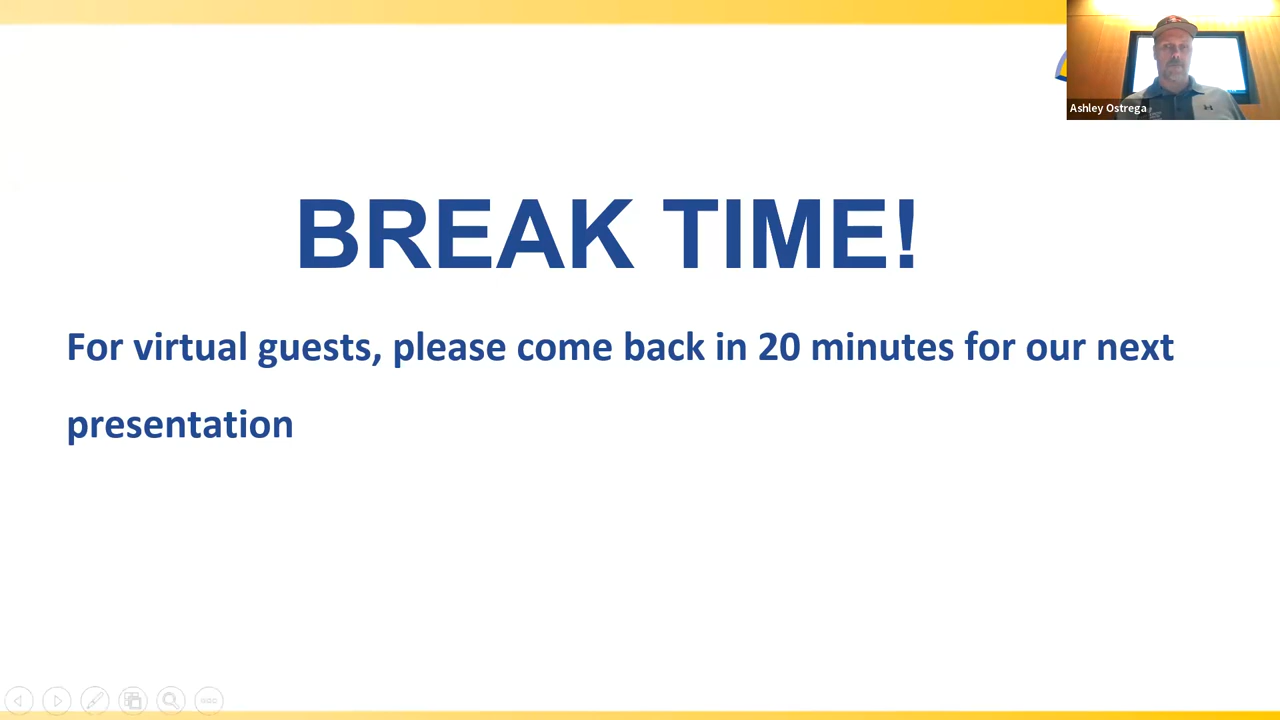 Ashley Ostrega
BREAK TIME!
For virtual guests, please come back in 20 minutes for our next
presentation